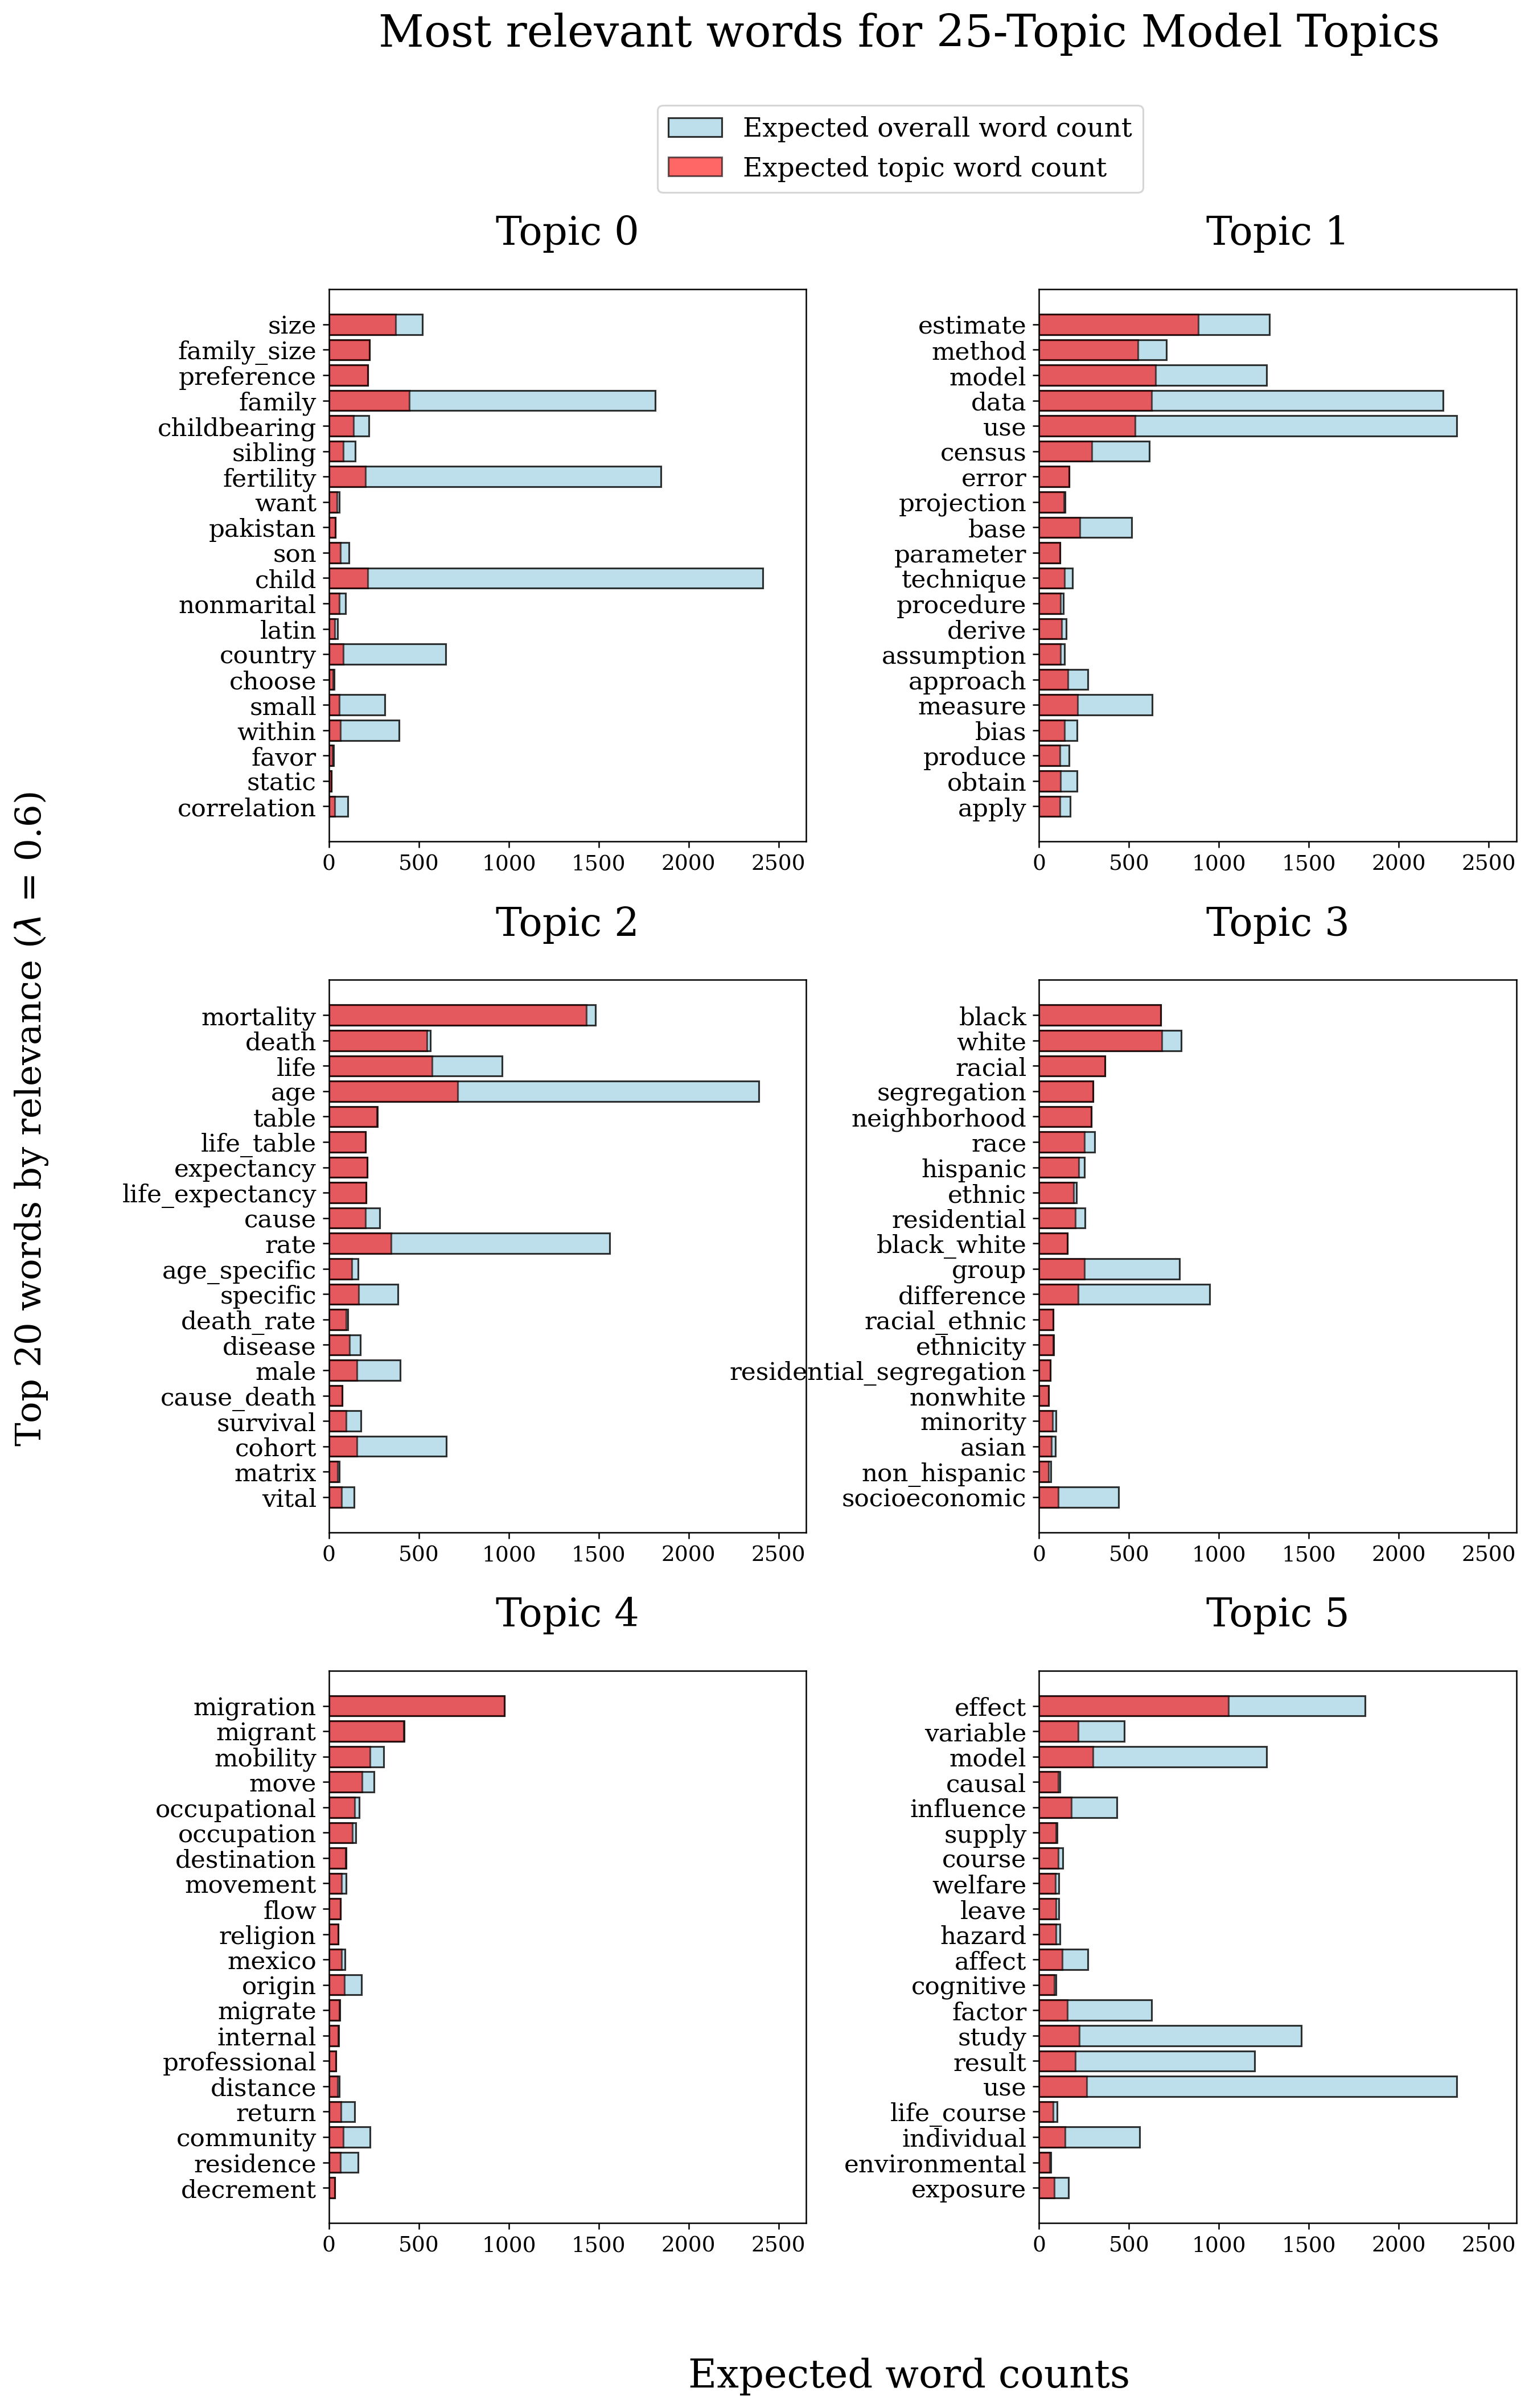 Most relevant words for 25-Topic Model Topics
Expected overall word count
Expected topic word count
Topic 0
size
family_size
preference
family
childbearing
sibling
fertility
want
pakistan
son
child
nonmarital
latin
country
choose
small
within
favor
static
correlation
0 500 1000 1500 2000 2500
Topic 1
estimate
method
model
data
use
census
error
projection
base
parameter
technique
procedure
derive
assumption
approach
measure
bias
produce
obtain
apply
0 500 1000 1500 2000 2500
Top 20 words by relevance (λ = 0.6)
Topic 2
mortality
death
life
age
table
life_table
expectancy
life_expectancy
cause
rate
age_specific
specific
death_rate
disease
male
cause_death
survival
cohort
matrix
vital
0 500 1000 1500 2000 2500
Topic 3
black
white
racial
segregation
neighborhood
race
hispanic
ethnic
residential
black_white
group
difference
racial_ethnic
ethnicity
residential_segregation
nonwhite
minority
asian
non_hispanic
socioeconomic
0 500 1000 1500 2000 2500
Topic 4
migration
migrant
mobility
move
occupational
occupation
destination
movement
flow
religion
mexico
origin
migrate
internal
professional
distance
return
community
residence
decrement
0 500 1000 1500 2000 2500
Topic 5
effect
variable
model
causal
influence
supply
course
welfare
leave
hazard
affect
cognitive
factor
study
result
use
life_course
individual
environmental
exposure
0 500 1000 1500 2000 2500
Expected word counts